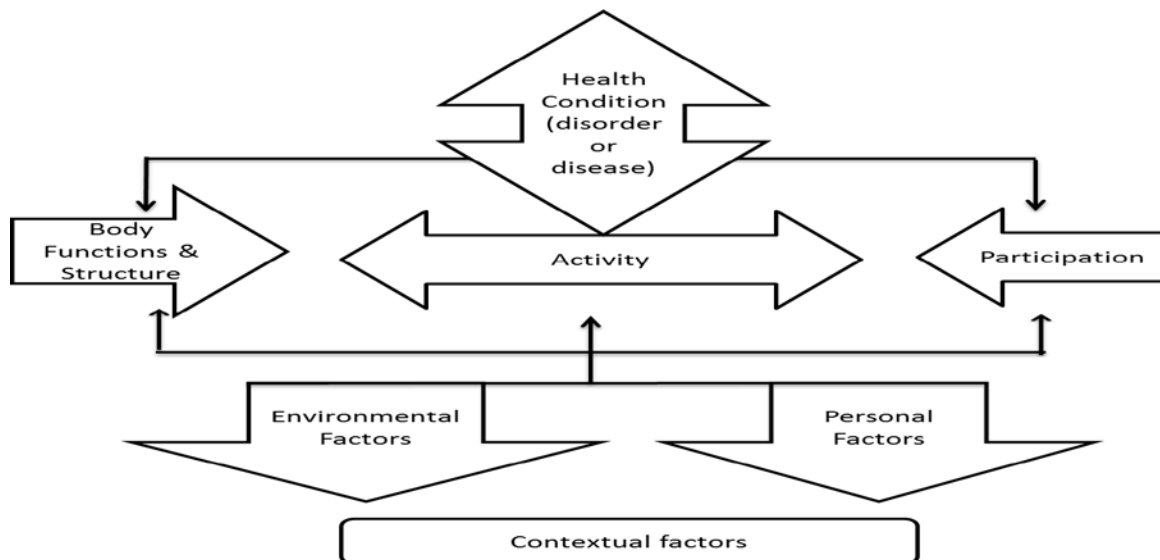 Health
Condition
(disorder
or
disease)
Body
Functions &
Structure
Activity
Participation
Environmental
Factors
Personal
Factors
Contextual factors